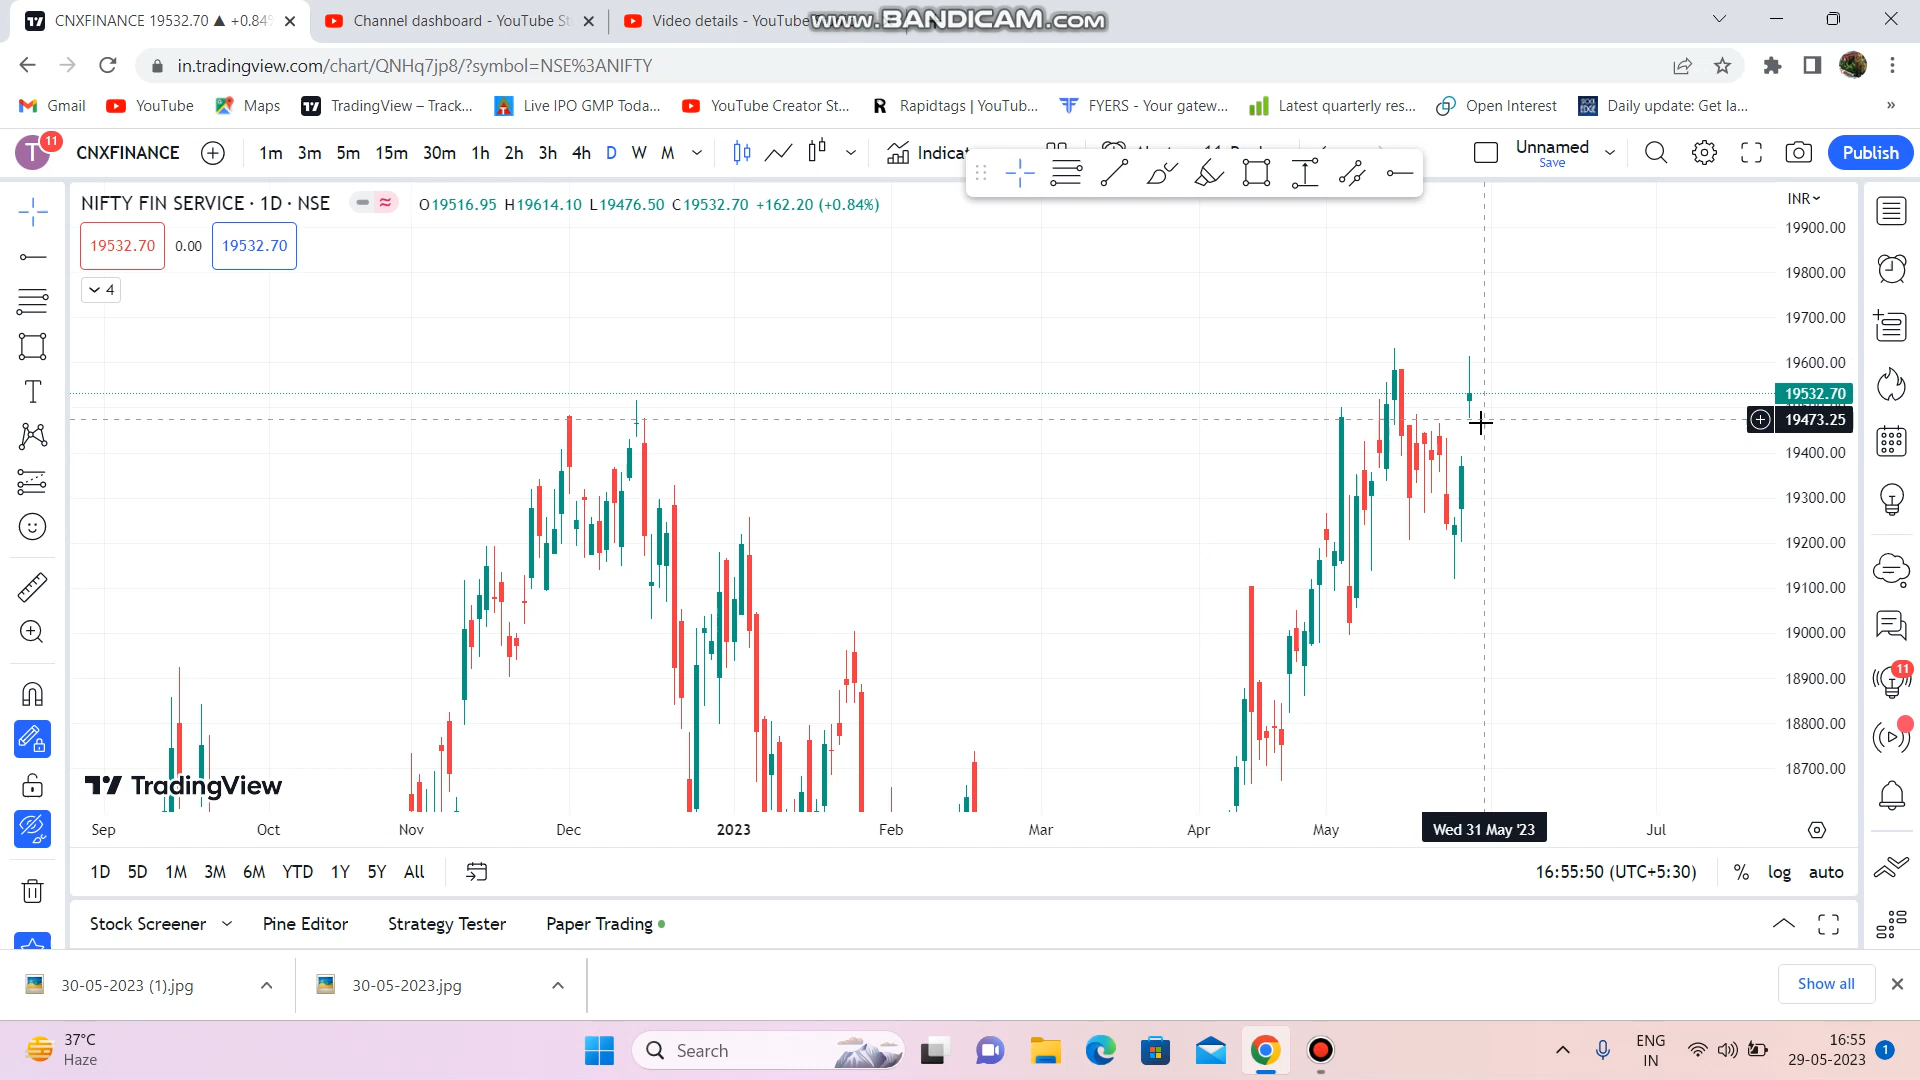 CNXFINANCE 19532.70 ▲ +0.84%
Channel dashboard - YouTube St
Video details - YouTube
www.BANDICAM.com
in.tradingview.com/chart/QNHq7jp8/?symbol=NSE%3ANIFTY
Gmail
YouTube
Maps
TradingView – Track...
Live IPO GMP Toda...
YouTube Creator St...
Rapidtags | YouTub...
FYERS - Your gatew...
Latest quarterly res...
Open Interest
Daily update: Get la...
»
T 11
CNXFINANCE
1m 3m 5m 15m 30m 1h 2h 3h 4h D W M
Indicat
Unnamed
Save
Publish
NIFTY FIN SERVICE · 1D · NSE
O19516.95 H19614.10 L19476.50 C19532.70 +162.20 (+0.84%)
INR
19532.70 0.00 19532.70
4
19900.00
19800.00
19700.00
19600.00
19532.70
19473.25
19400.00
19300.00
19200.00
19100.00
19000.00
18900.00
18800.00
18700.00
11
TradingView
Sep Oct Nov Dec 2023 Feb Mar Apr May Wed 31 May '23 Jul
1D 5D 1M 3M 6M YTD 1Y 5Y All
16:55:50 (UTC+5:30) % log auto
Stock Screener Pine Editor Strategy Tester Paper Trading
30-05-2023 (1).jpg
30-05-2023.jpg
Show all
37°C
Haze
Search
ENG
IN
16:55
29-05-2023
1